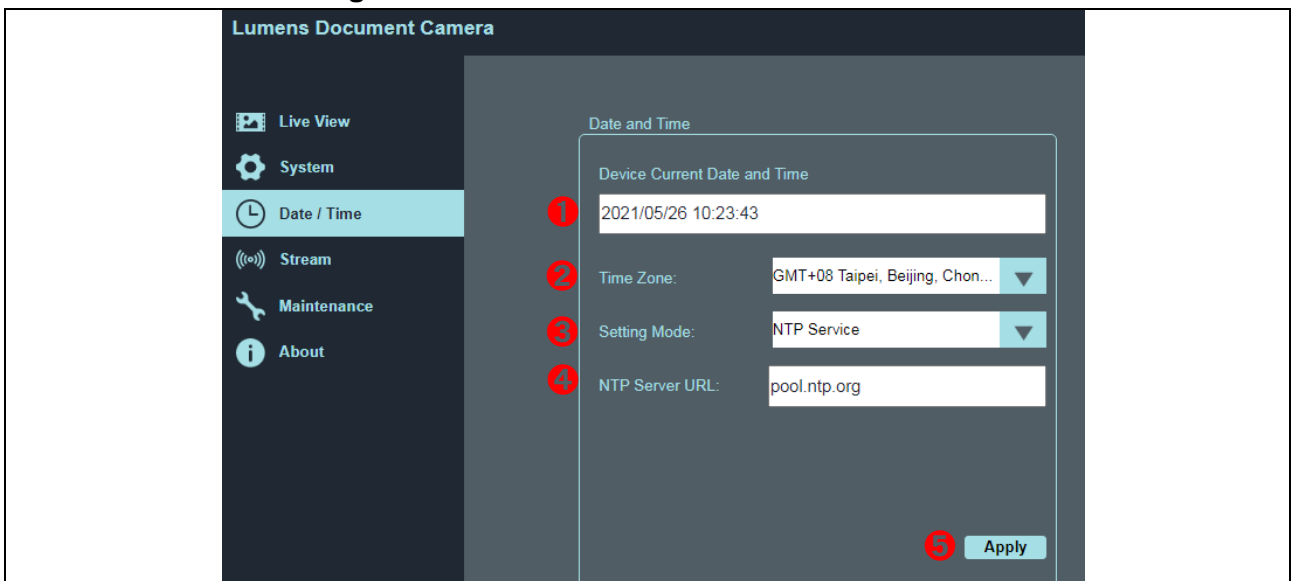 Lumens Document Camera
Live View
System
Date / Time
Stream
Maintenance
About
Date and Time
Device Current Date and Time
1 2021/05/26 10:23:43
2 Time Zone: GMT+08 Taipei, Beijing, Chon...
3 Setting Mode: NTP Service
4 NTP Server URL: pool.ntp.org
5 Apply